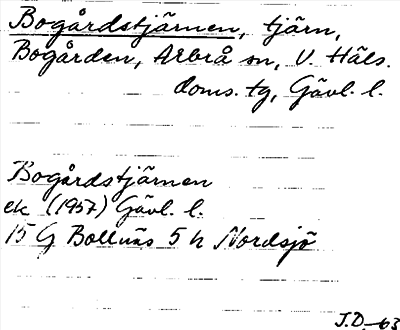 Bogårdstjärnen, tjärn,
Bogården, Arbrå sn, V. Häls.
doms. tg, Gävl. l.
Bogårdstjärnen
ek (1957) Gävl. l.
15 G Bollnäs 5 h Nordsjö
J.D. -63